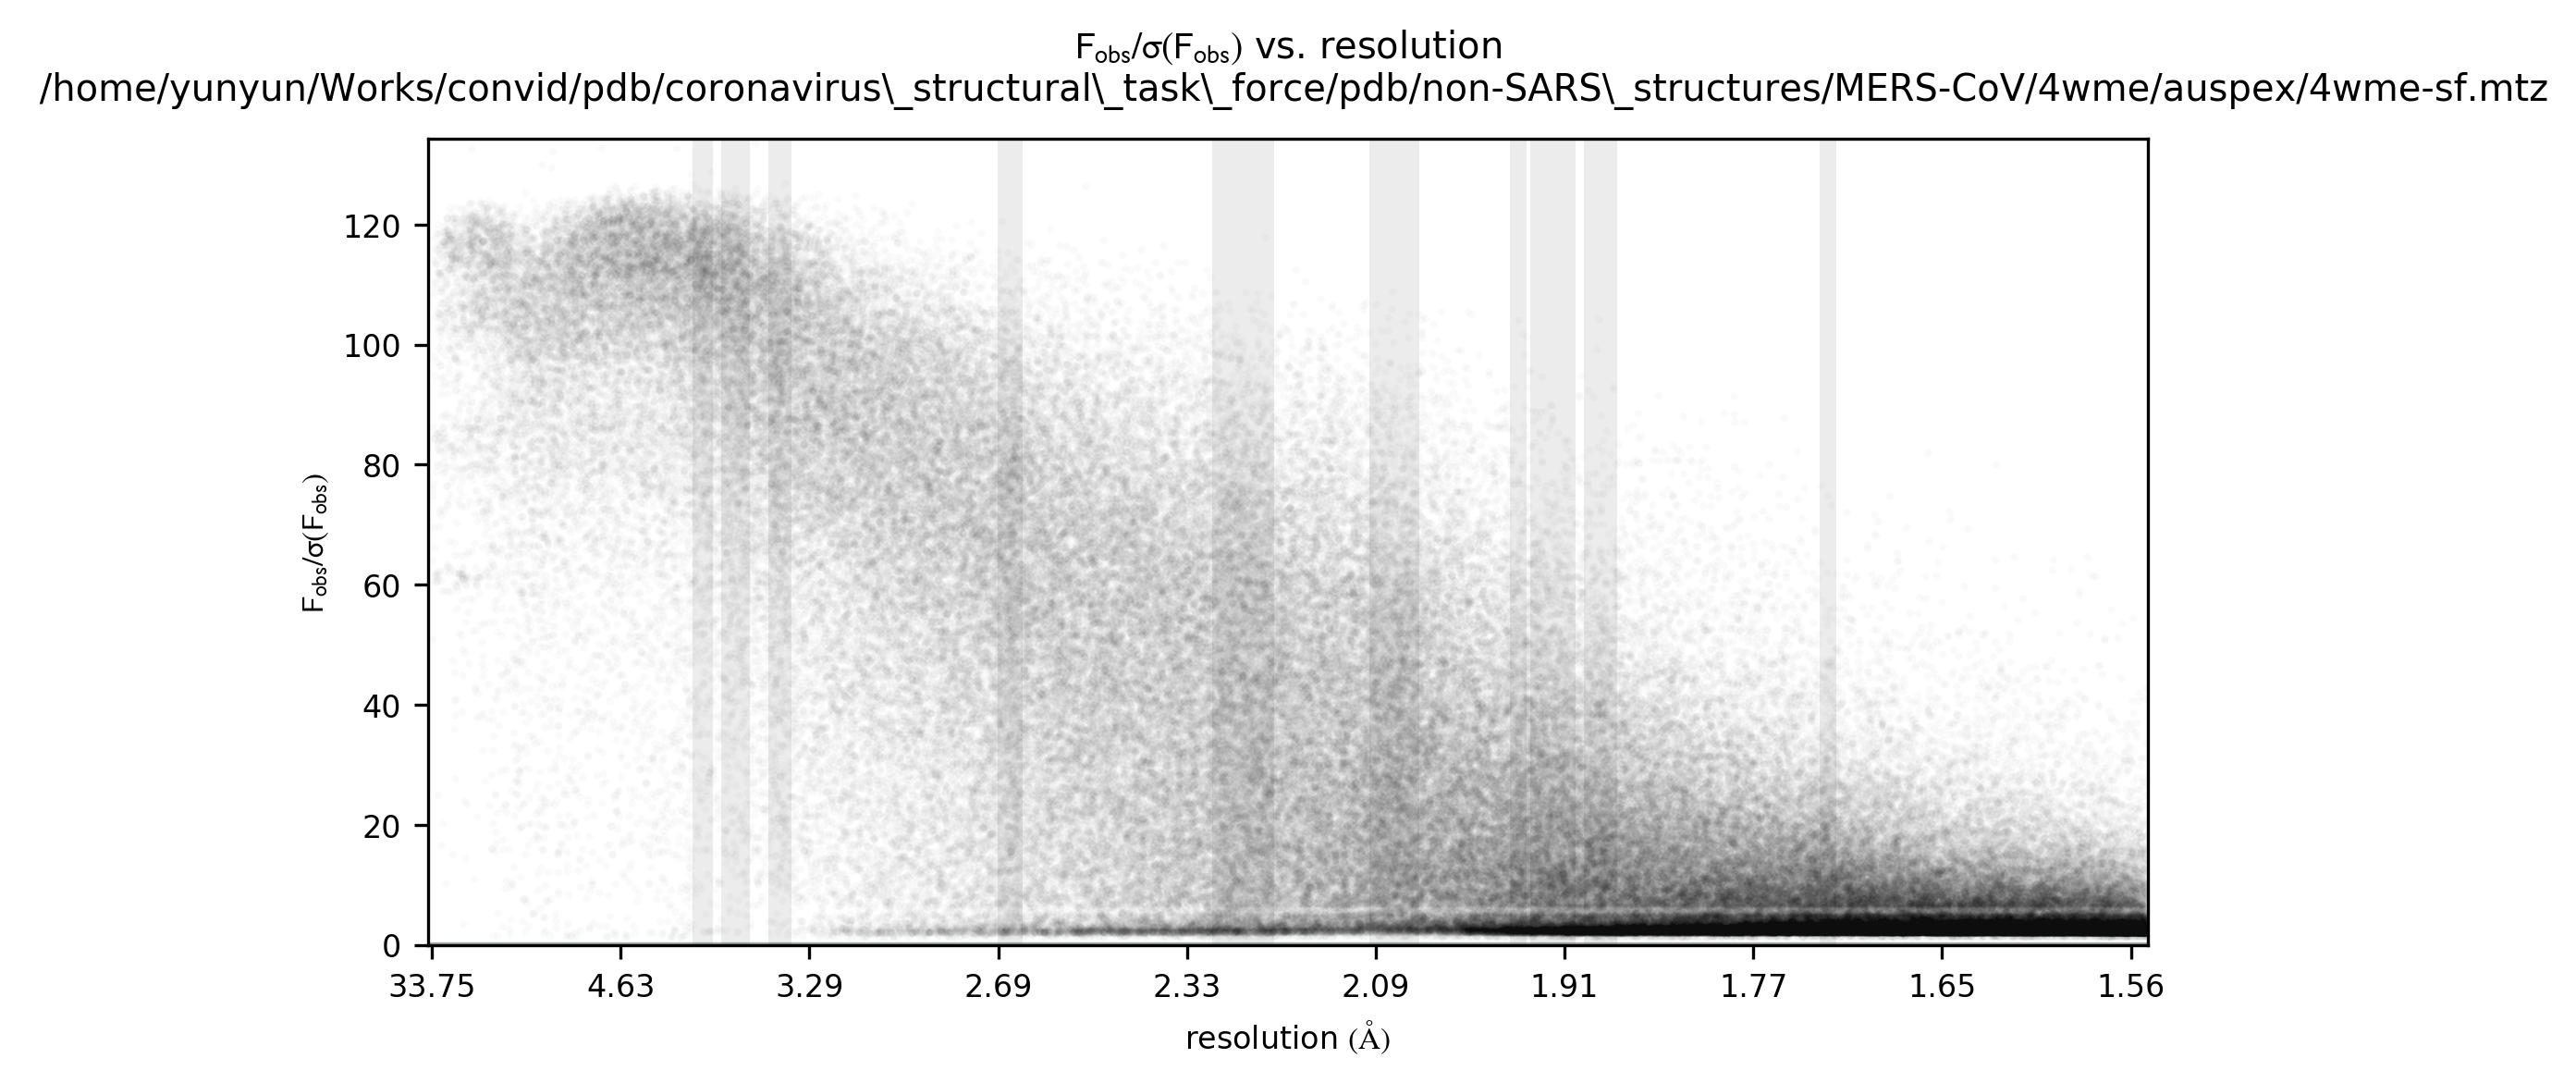 Fobs/σ(Fobs) vs. resolution
/home/yunyun/Works/convid/pdb/coronavirus\_structural\_task\_force/pdb/non-SARS\_structures/MERS-CoV/4wme/auspex/4wme-sf.mtz
Fobs/σ(Fobs)
120
100
80
60
40
20
0
33.75 4.63 3.29 2.69 2.33 2.09 1.91 1.77 1.65 1.56
resolution (Å)